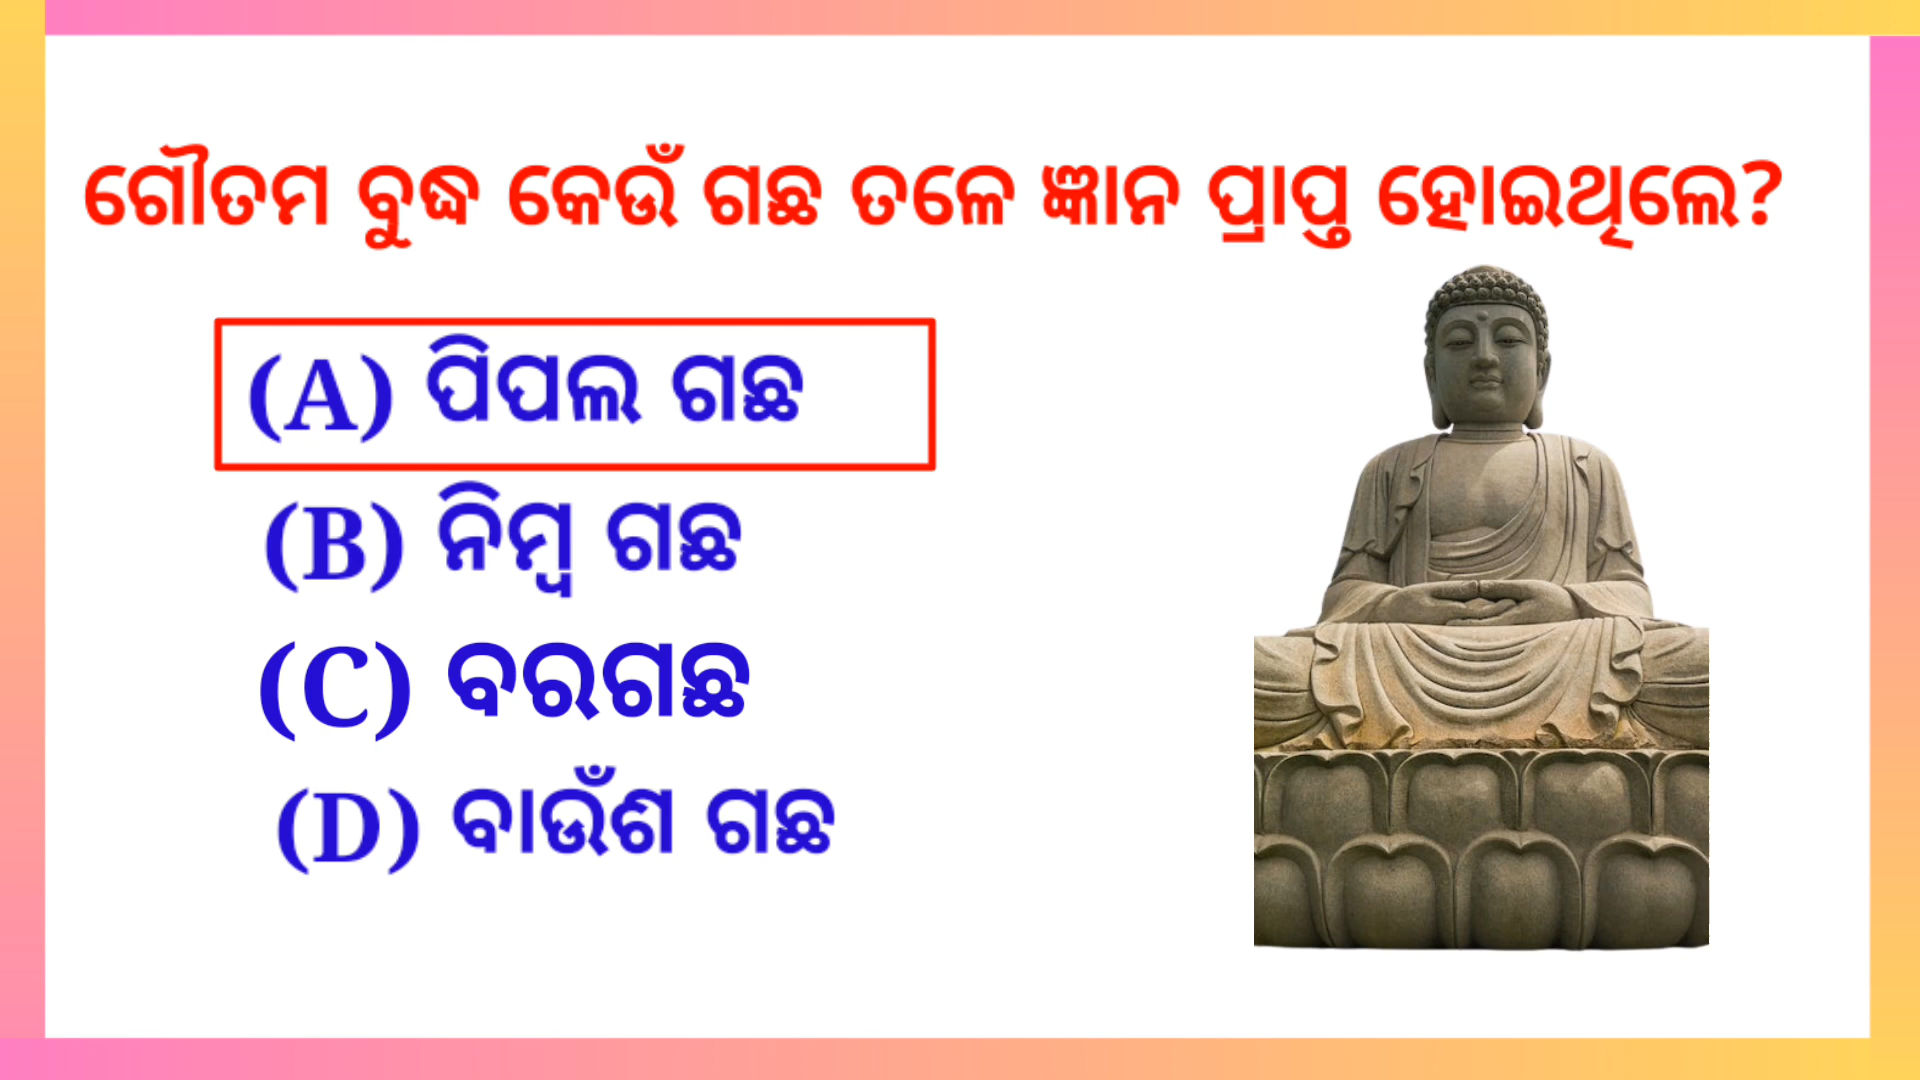 ଗୌତମ ବୁଦ୍ଧ କେଉଁ ଗଛ ତଳେ ଜ୍ଞାନ ପ୍ରାପ୍ତ ହୋଇଥିଲେ?
(A) ପିପଲ ଗଛ
(B) ନିମ୍ବ ଗଛ
(C) ବରଗଛ
(D) ବାଉଁଶ ଗଛ